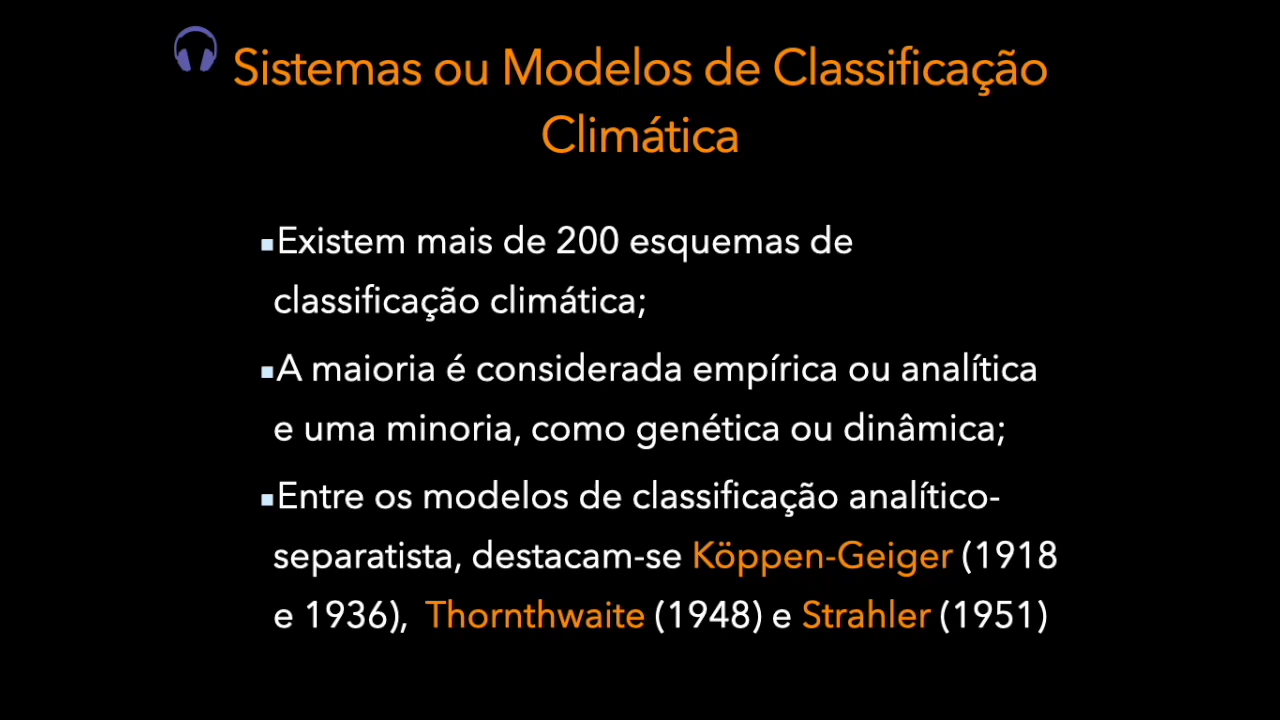 Sistemas ou Modelos de Classificação
Climática
▪Existem mais de 200 esquemas de
classificação climática;
▪A maioria é considerada empírica ou analítica
e uma minoria, como genética ou dinâmica;
▪Entre os modelos de classificação analítico-
separatista, destacam-se Köppen-Geiger (1918
e 1936), Thornthwaite (1948) e Strahler (1951)